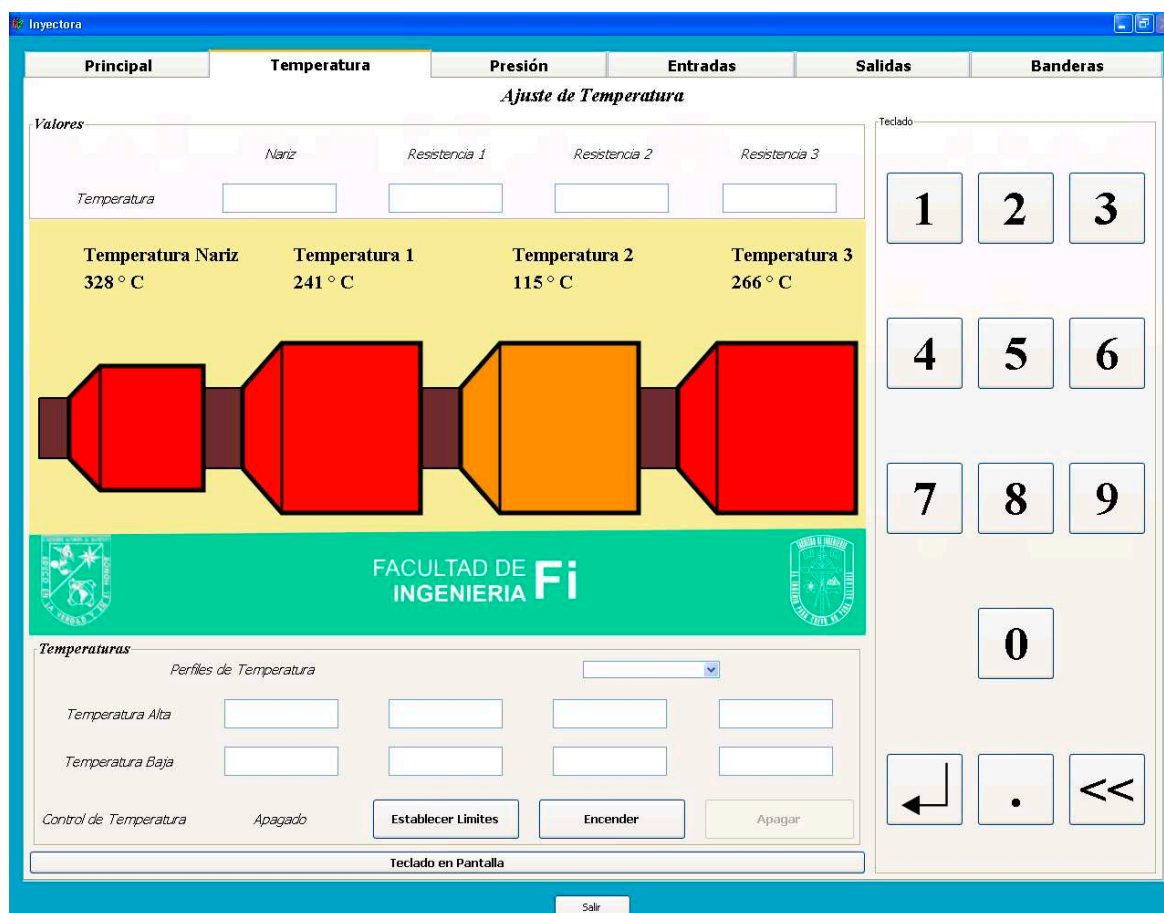 Inyectora
Principal Temperatura Presión Entradas Salidas Banderas
Ajuste de Temperatura
Valores
Nariz Resistencia 1 Resistencia 2 Resistencia 3
Temperatura
Temperatura Nariz Temperatura 1 Temperatura 2 Temperatura 3
328 ° C 241 ° C 115 ° C 266 ° C
FACULTAD DE
INGENIERIA Fi
Temperaturas
Perfiles de Temperatura
Temperatura Alta
Temperatura Baja
Control de Temperatura Apagado Establecer Limites Encender Apagar
Teclado en Pantalla
Teclado
1 2 3
4 5 6
7 8 9
0
. <<
Salir